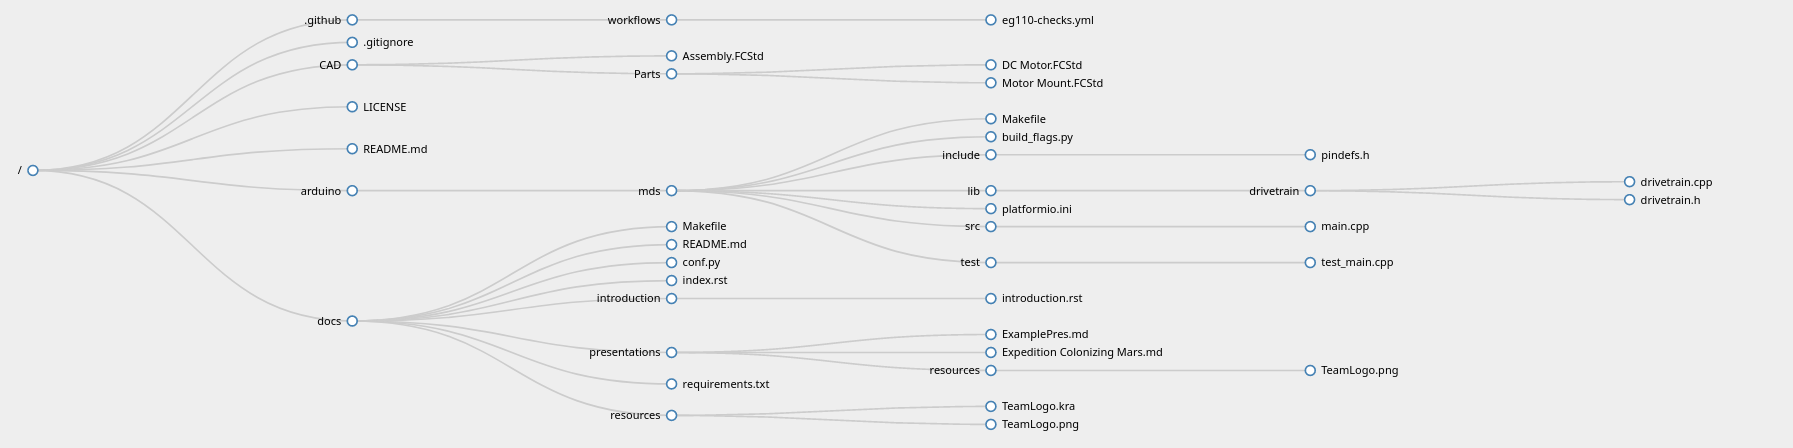 /
.github
workflows
eg110-checks.yml
.gitignore
CAD
Assembly.FCStd
Parts
DC Motor.FCStd
Motor Mount.FCStd
LICENSE
README.md
arduino
mds
Makefile
build_flags.py
include
pindefs.h
lib
drivetrain
drivetrain.cpp
drivetrain.h
platformio.ini
src
main.cpp
test
test_main.cpp
docs
Makefile
README.md
conf.py
index.rst
introduction
introduction.rst
presentations
ExamplePres.md
Expedition Colonizing Mars.md
resources
TeamLogo.png
requirements.txt
resources
TeamLogo.kra
TeamLogo.png